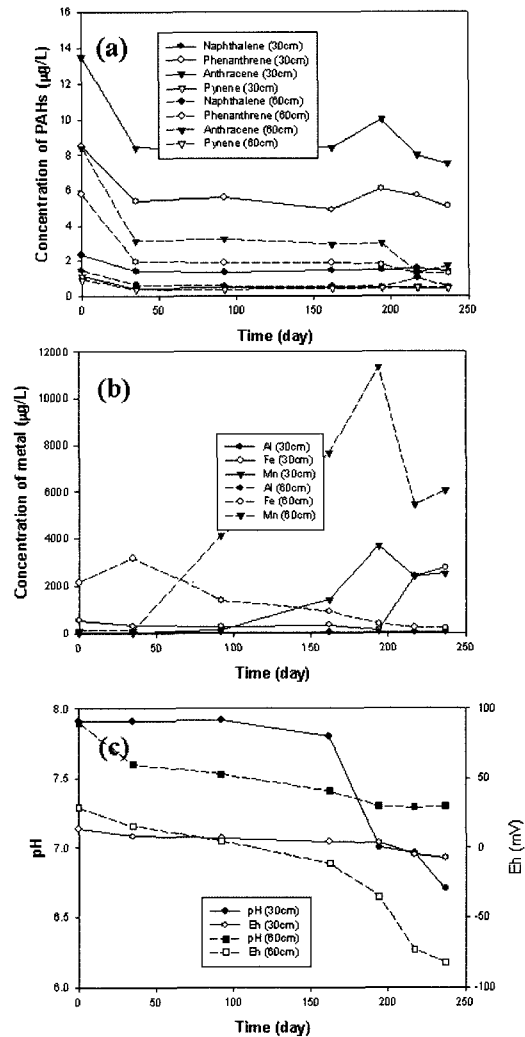 16
14
12
10
8
6
4
2
0
(a)
Naphthalene (30cm)
Phenanthrene (30cm)
Anthracene (30cm)
Pynene (30cm)
Naphthalene (60cm)
Phenanthrene (60cm)
Anthracene (60cm)
Pynene (60cm)
Concentration of PAHs (µg/L)
0 50 100 150 200 250
Time (day)
12000
10000
8000
6000
4000
2000
0
(b)
Al (30cm)
Fe (30cm)
Mn (30cm)
Al (60cm)
Fe (60cm)
Mn (60cm)
Concentration of metal (µg/L)
0 50 100 150 200 250
Time (day)
8.0
7.5
7.0
6.5
6.0
(c)
pH
pH (30cm)
Eh (30cm)
pH (60cm)
Eh (60cm)
100
50
0
-50
-100
Eh (mV)
0 50 100 150 200 250
Time (day)